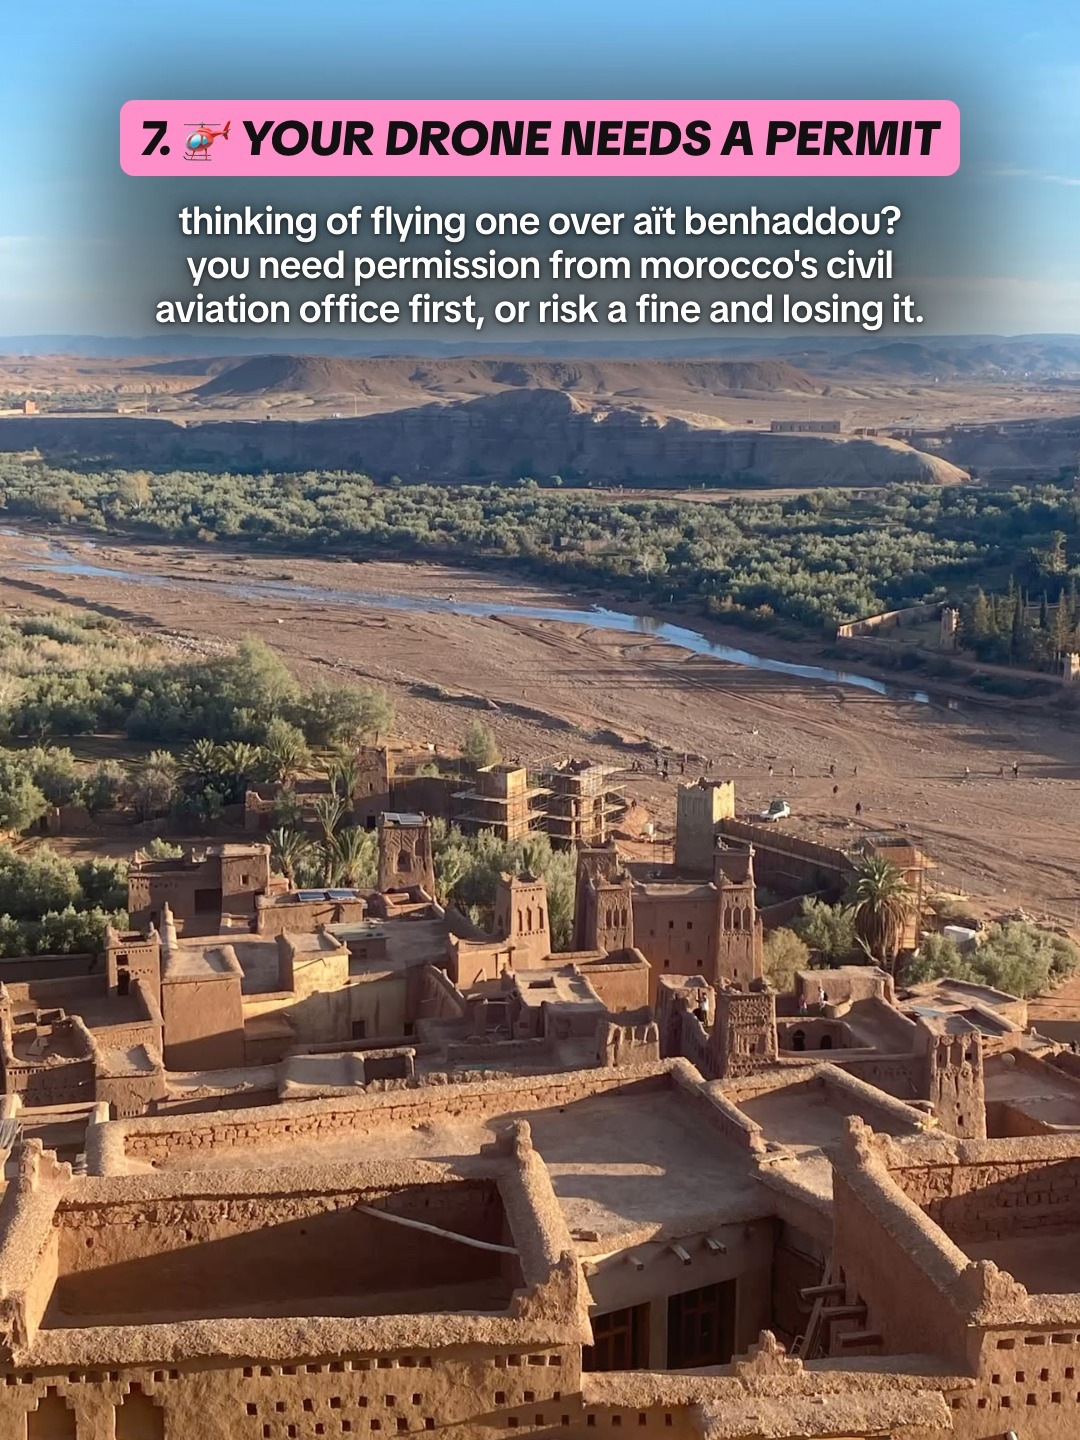 7. 🚁 YOUR DRONE NEEDS A PERMIT
thinking of flying one over aït benhaddou?
you need permission from morocco's civil
aviation office first, or risk a fine and losing it.